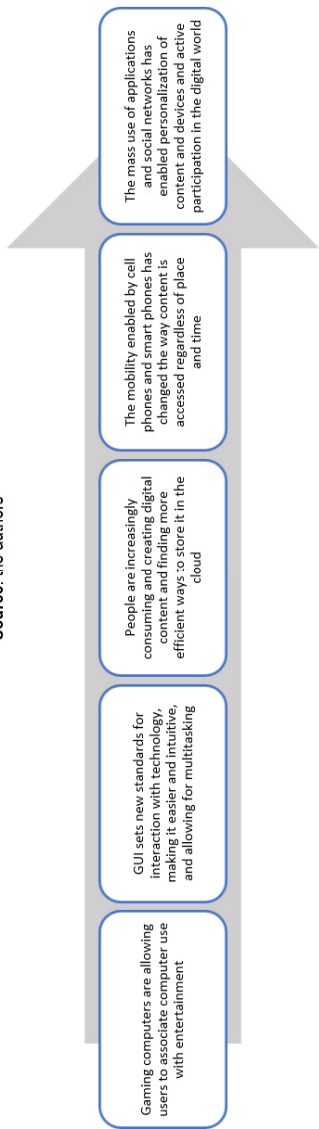 Source: the authors
Gaming computers are allowing
users to associate computer use
with entertainment
GUI sets new standards for
interaction with technology,
making it easier and intuitive,
and allowing for multitasking
People are increasingly
consuming and creating digital
content and finding more
efficient ways :o store it in the
cloud
The mobility enabled by cell
phones and smart phones has
changed the way content is
accessed regardless of place
and time
The mass use of applications
and social networks has
enabled personalization of
content and devices and active
participation in the digital world